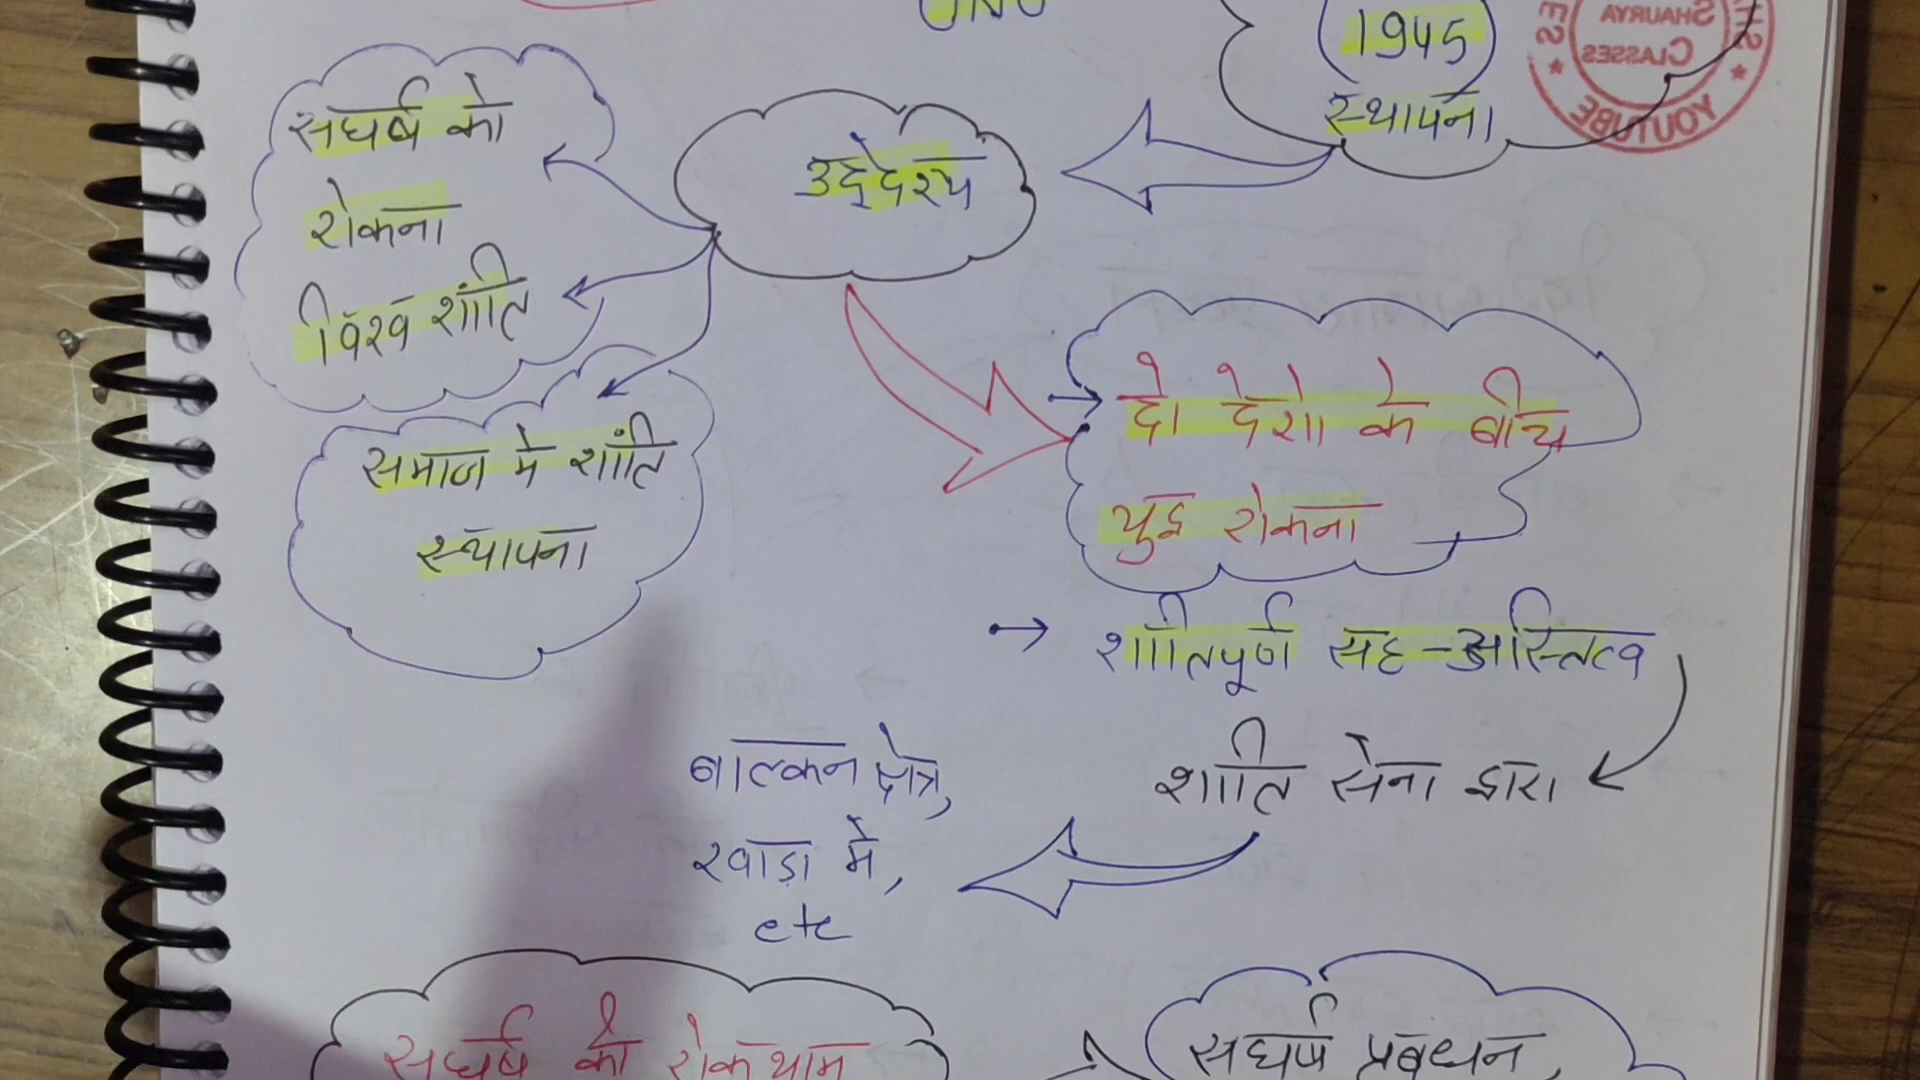 UNO
1945
स्थापना
SHAURYA
CLASSES
YOUTUBE
उद्देश्य
संघर्ष को
रोकना
विश्व शांति
समाज मे शांति
स्थापना
दो देशो के बीच
युद्ध रोकना
शांतिपूर्ण सह-अस्तित्व
शांति सेना द्वारा
बाल्कन क्षेत्र,
रवाडा मे,
etc
संघर्ष की रोकथाम
संघर्ष प्रबंधन,